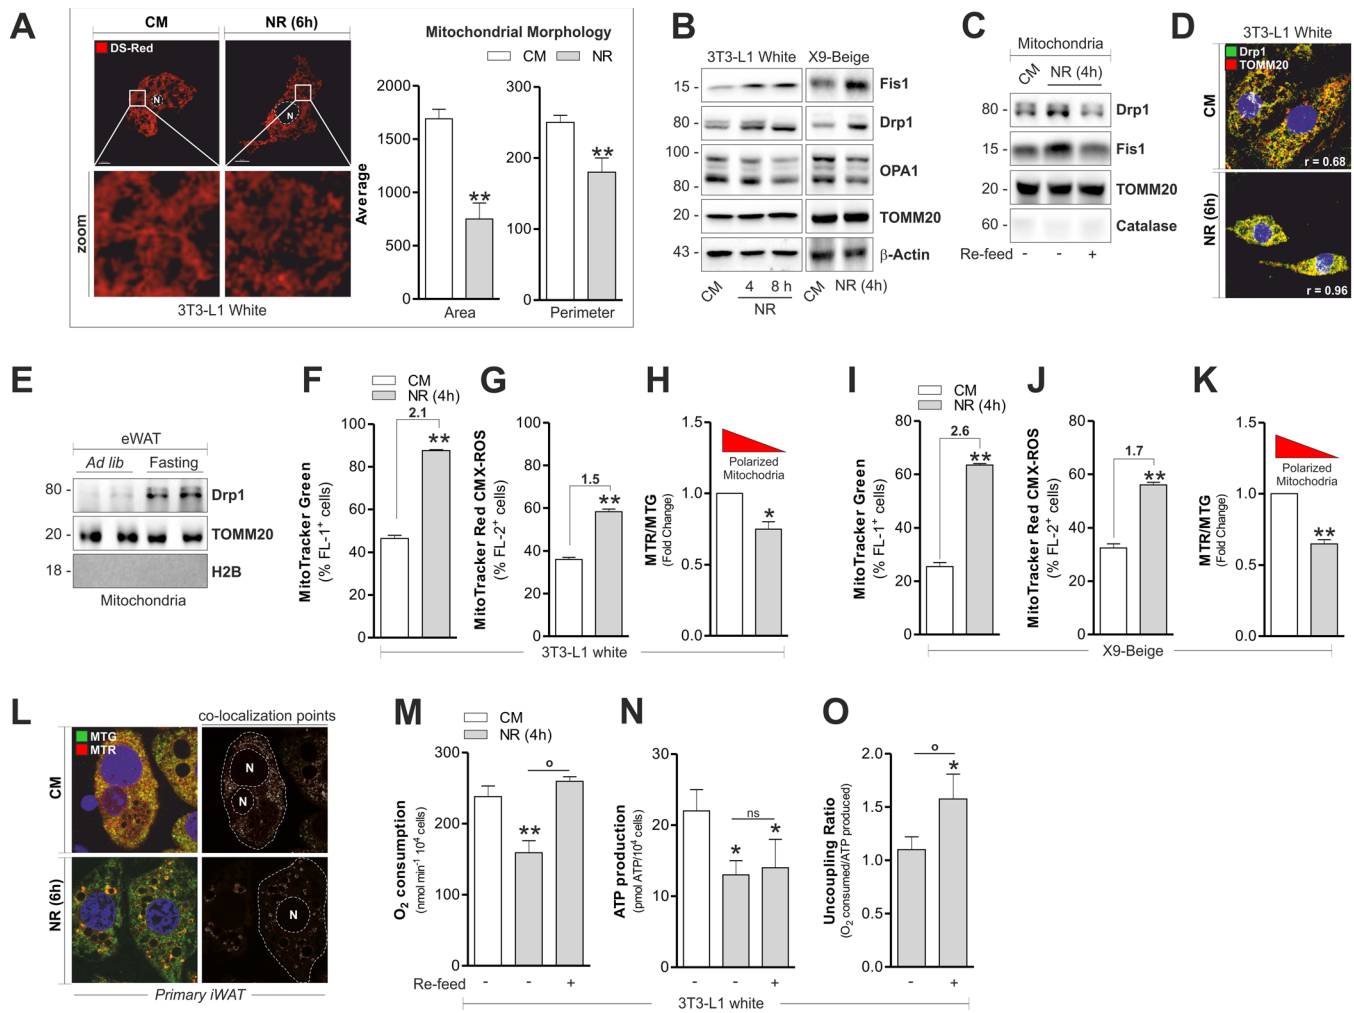 A
CM
NR (6h)
DS-Red
N
N
zoom
3T3-L1 White
Mitochondrial Morphology
CM
NR
Average
2000
1500
1000
500
0
**
Area
300
200
100
0
**
Perimeter
B
3T3-L1 White
X9-Beige
15 -
Fis1
80 -
Drp1
100 -
80 -
OPA1
20 -
TOMM20
43 -
β-Actin
CM
4
8 h
NR
CM
NR (4h)
C
Mitochondria
CM
NR (4h)
80 -
Drp1
15 -
Fis1
20 -
TOMM20
60 -
Catalase
Re-feed
-
-
+
D
3T3-L1 White
Drp1
TOMM20
CM
r = 0.68
NR (6h)
r = 0.96
E
eWAT
Ad lib
Fasting
80 -
Drp1
20 -
TOMM20
18 -
H2B
Mitochondria
F
CM
NR (4h)
MitoTracker Green
(% FL-1+ cells)
100
80
60
40
20
0
2.1
**
G
MitoTracker Red CMX-ROS
(% FL-2+ cells)
100
80
60
40
20
0
1.5
**
H
MTR/MTG
(Fold Change)
1.5
1.0
0.5
0.0
Polarized
Mitochodria
*
3T3-L1 white
I
CM
NR (4h)
MitoTracker Green
(% FL-1+ cells)
80
60
40
20
0
2.6
**
J
MitoTracker Red CMX-ROS
(% FL-2+ cells)
80
60
40
20
0
1.7
**
K
MTR/MTG
(Fold Change)
1.5
1.0
0.5
0.0
Polarized
Mitochodria
**
X9-Beige
L
co-localization points
MTG
MTR
CM
N
N
NR (6h)
N
Primary iWAT
M
CM
NR (4h)
O2 consumption
(nmol min-1 104 cells)
300
200
100
0
**
o
Re-feed
-
-
+
N
ATP production
(pmol ATP/104 cells)
30
20
10
0
*
ns
*
-
-
+
3T3-L1 white
O
Uncoupling Ratio
(O2 consumed/ATP produced)
2.0
1.5
1.0
0.5
0.0
o
*
-
+